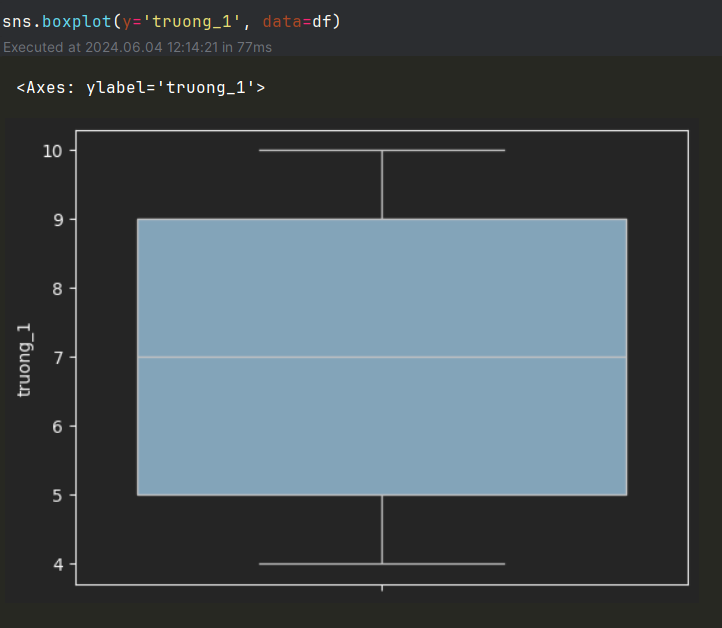 sns.boxplot(y='truong_1', data=df)
Executed at 2024.06.04 12:14:21 in 77ms
<Axes: ylabel='truong_1'>
10
9
8
7
6
5
4
truong_1